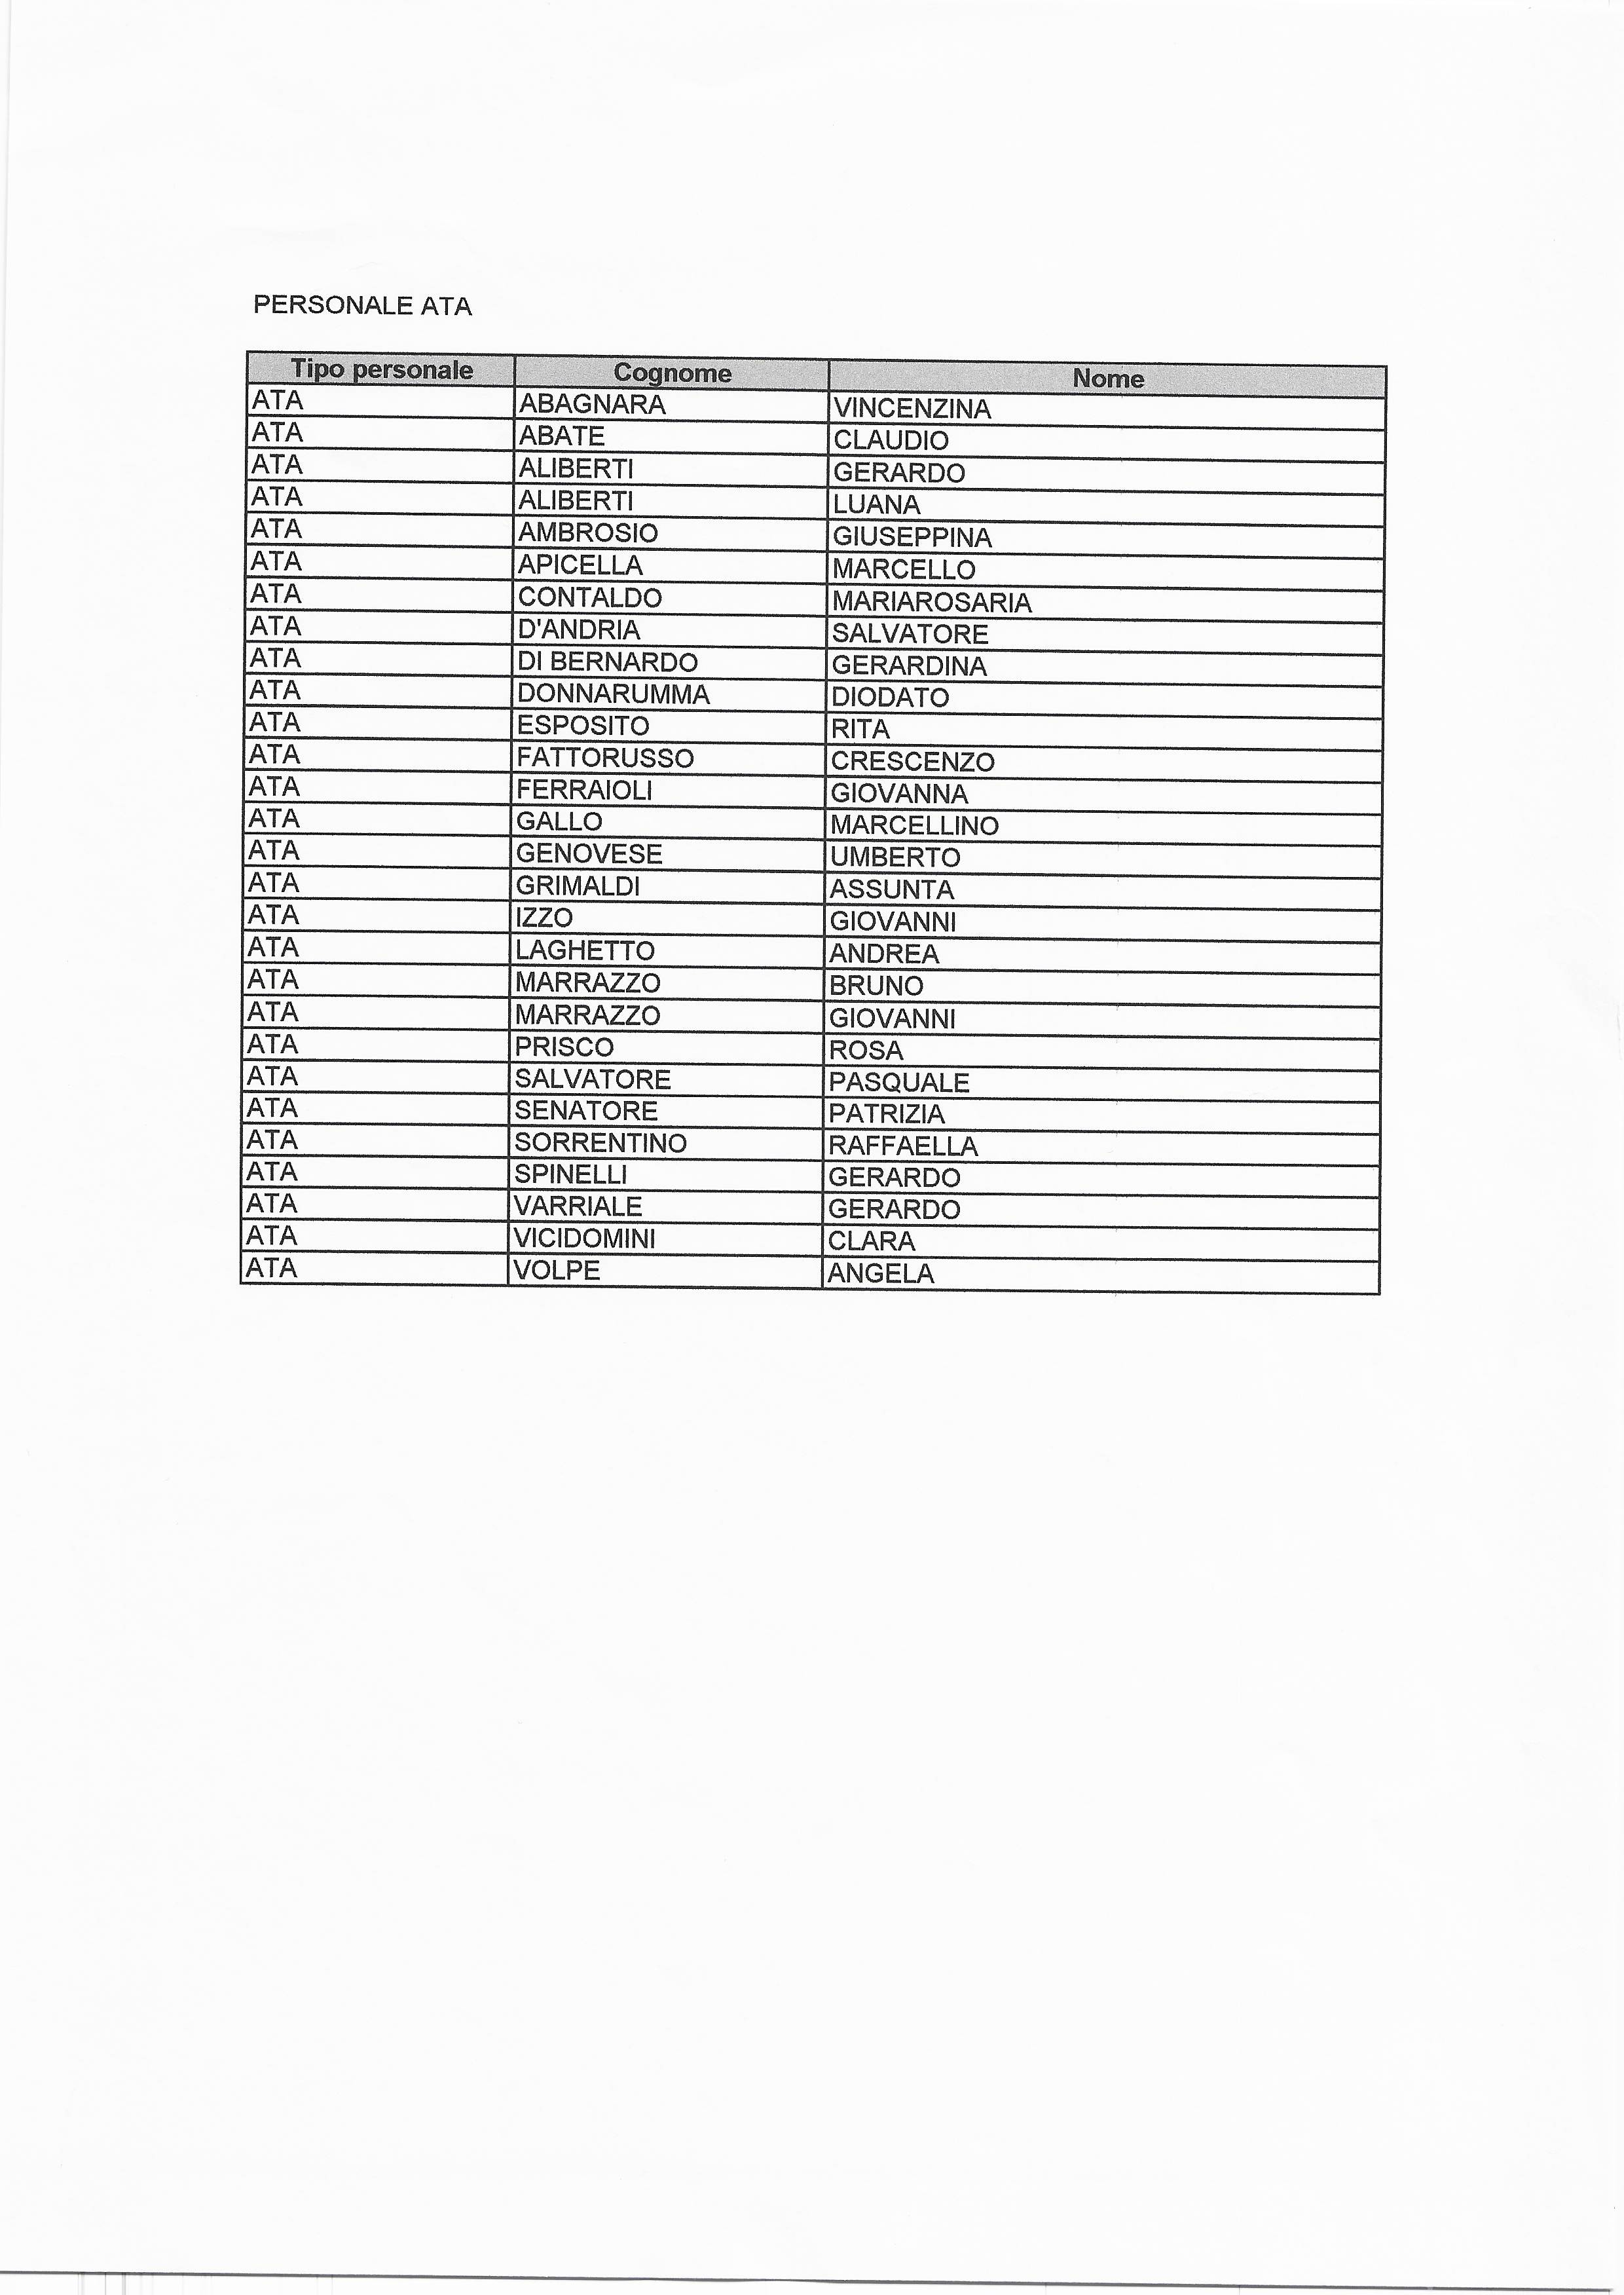 PERSONALE ATA
Tipo personale Cognome Nome
ATA ABAGNARA VINCENZINA
ATA ABATE CLAUDIO
ATA ALIBERTI GERARDO
ATA ALIBERTI LUANA
ATA AMBROSIO GIUSEPPINA
ATA APICELLA MARCELLO
ATA CONTALDO MARIAROSARIA
ATA D'ANDRIA SALVATORE
ATA DI BERNARDO GERARDINA
ATA DONNARUMMA DIODATO
ATA ESPOSITO RITA
ATA FATTORUSSO CRESCENZO
ATA FERRAIOLI GIOVANNA
ATA GALLO MARCELLINO
ATA GENOVESE UMBERTO
ATA GRIMALDI ASSUNTA
ATA IZZO GIOVANNI
ATA LAGHETTO ANDREA
ATA MARRAZZO BRUNO
ATA MARRAZZO GIOVANNI
ATA PRISCO ROSA
ATA SALVATORE PASQUALE
ATA SENATORE PATRIZIA
ATA SORRENTINO RAFFAELLA
ATA SPINELLI GERARDO
ATA VARRIALE GERARDO
ATA VICIDOMINI CLARA
ATA VOLPE ANGELA